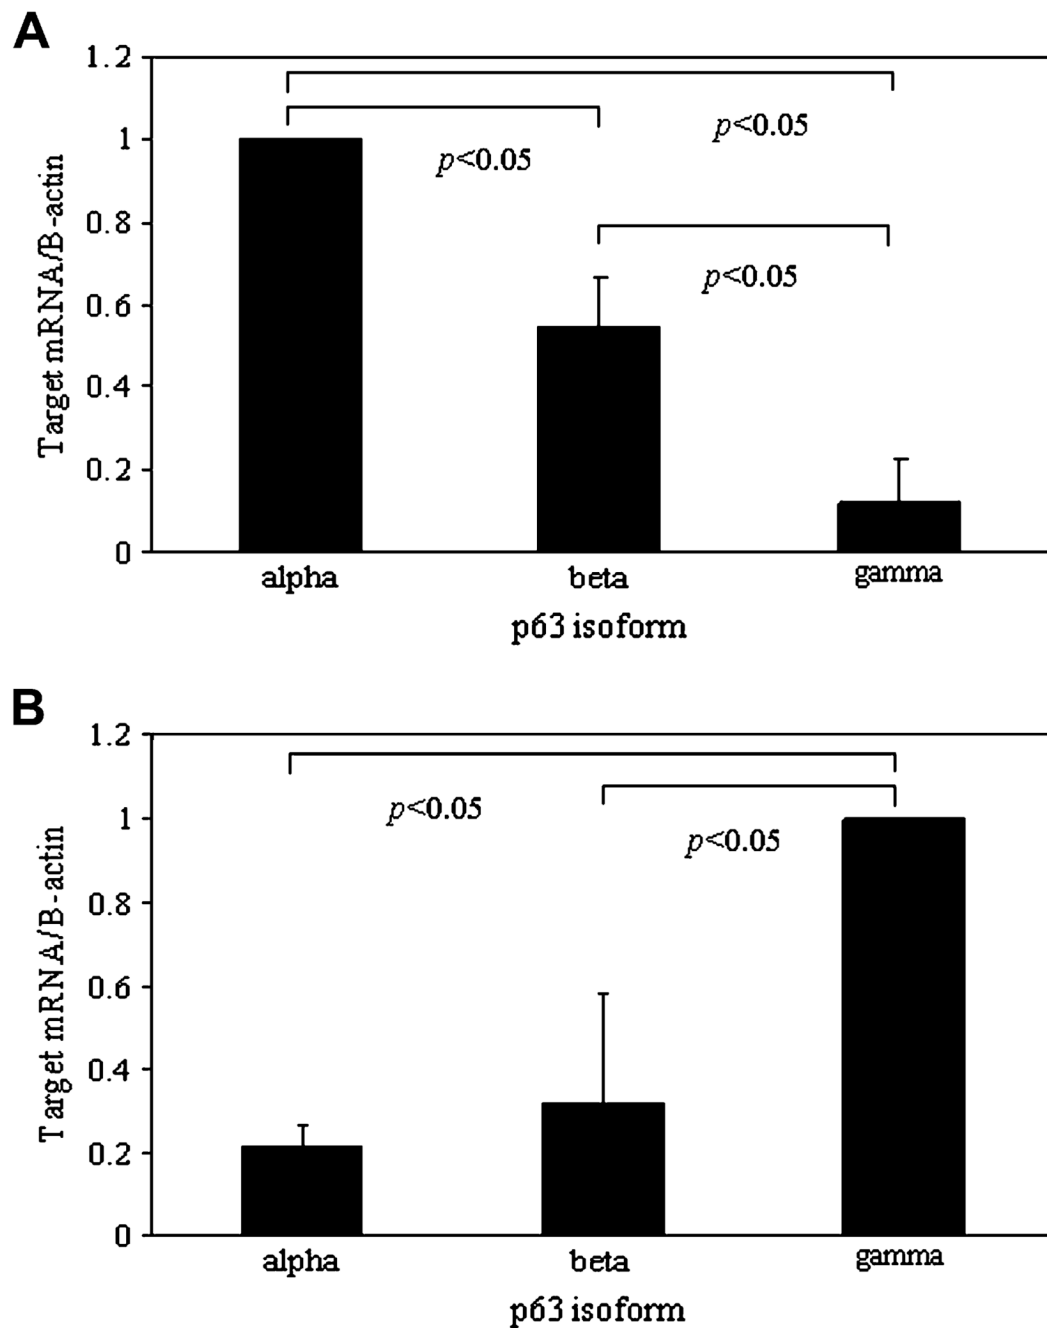 A
1.2
p<0.05
1
p<0.05
0.8
p<0.05
0.6
0.4
0.2
0
Target mRNA/B-actin
alpha beta gamma
p63 isoform
B
1.2
p<0.05
1
p<0.05
0.8
0.6
0.4
0.2
0
Target mRNA/B-actin
alpha beta gamma
p63 isoform